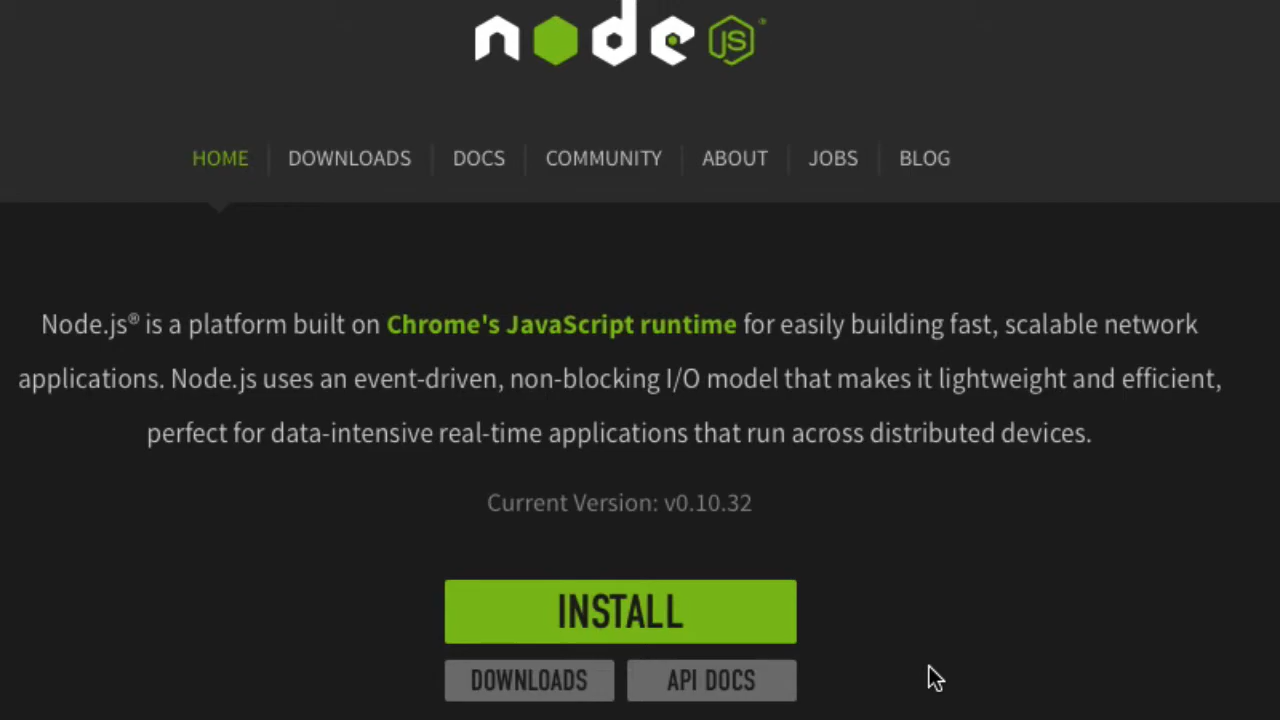 node JS®
HOME DOWNLOADS DOCS COMMUNITY ABOUT JOBS BLOG
Node.js® is a platform built on Chrome's JavaScript runtime for easily building fast, scalable network
applications. Node.js uses an event-driven, non-blocking I/O model that makes it lightweight and efficient,
perfect for data-intensive real-time applications that run across distributed devices.
Current Version: v0.10.32
INSTALL
DOWNLOADS API DOCS